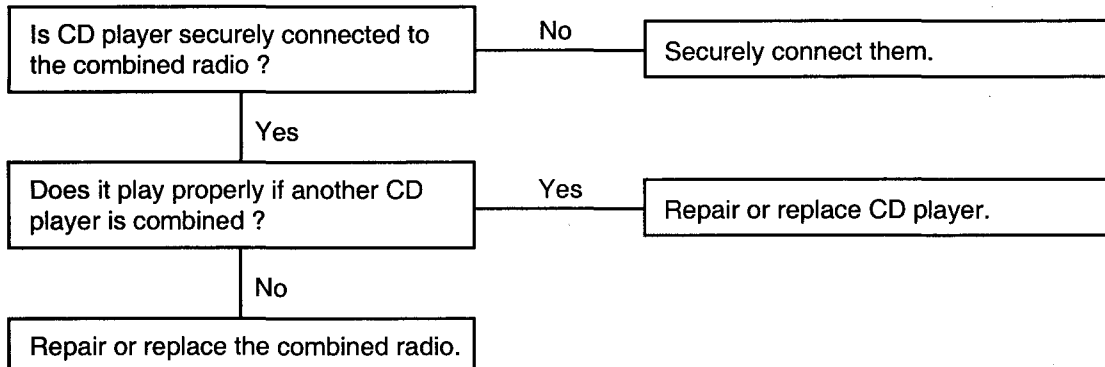 Is CD player securely connected to
the combined radio ?
No
Securely connect them.
Yes
Does it play properly if another CD
player is combined ?
Yes
Repair or replace CD player.
No
Repair or replace the combined radio.